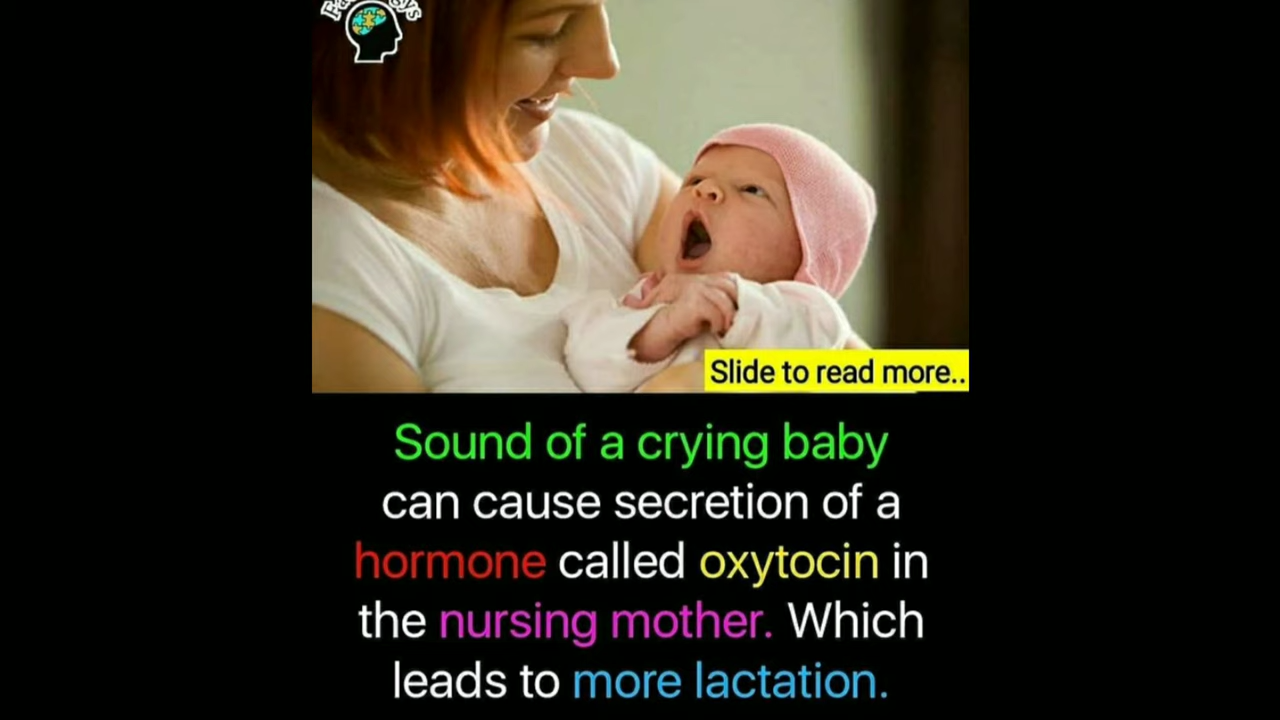 Slide to read more..
Sound of a crying baby
can cause secretion of a
hormone called oxytocin in
the nursing mother. Which
leads to more lactation.